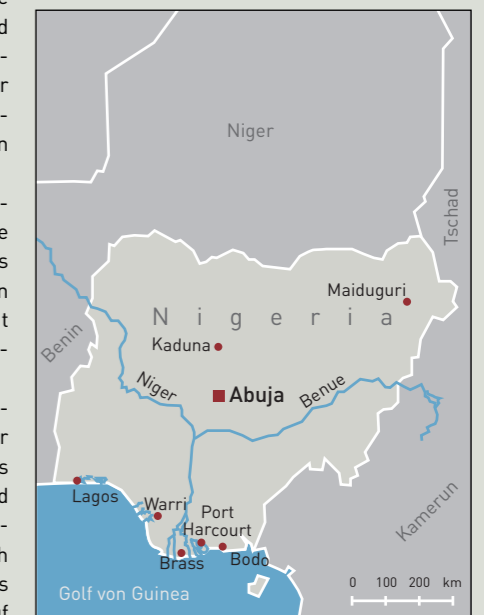 Niger
Tschad
Maiduguri
Nigeria
Kaduna
Benin
Niger
Abuja
Benue
Lagos
Warri
Port
Harcourt
Brass
Bodo
Kamerun
Golf von Guinea
0 100 200 km